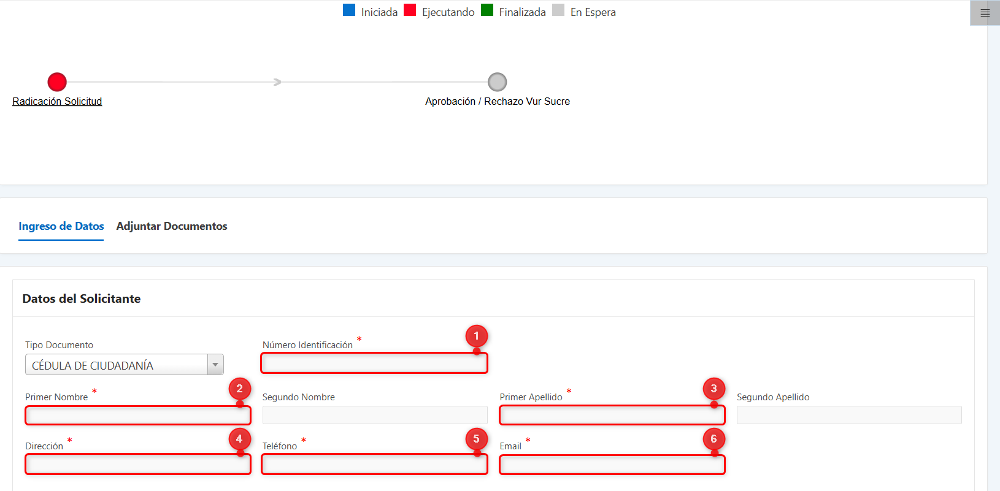 Iniciada Ejecutando Finalizada En Espera
Radicación Solicitud
Aprobación / Rechazo Vur Sucre
Ingreso de Datos Adjuntar Documentos
Datos del Solicitante
Tipo Documento
Número Identificación *
1
CÉDULA DE CIUDADANÍA
Primer Nombre *
2
Segundo Nombre
Primer Apellido *
3
Segundo Apellido
Dirección *
4
Teléfono *
5
Email *
6